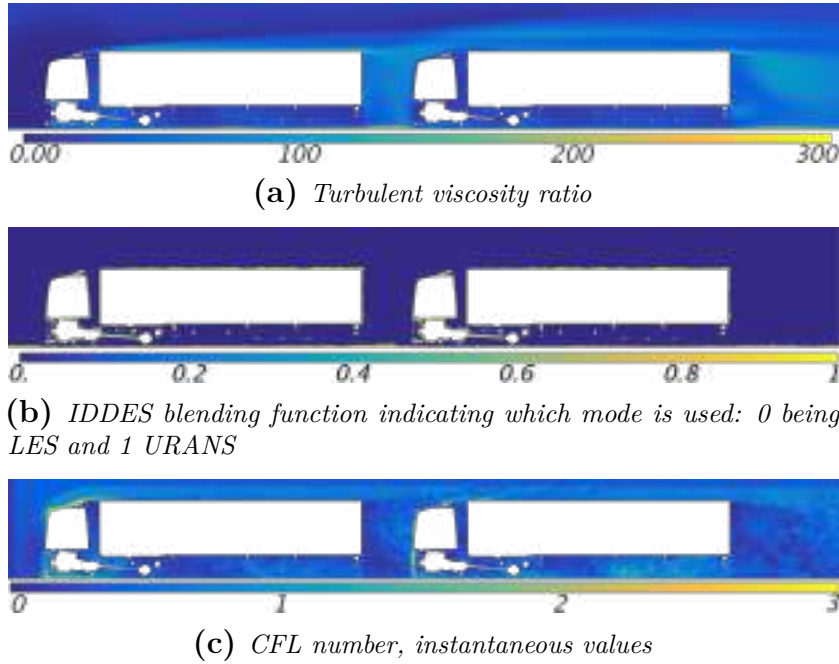 0.00 100 200 300
(a) Turbulent viscosity ratio
0. 0.2 0.4 0.6 0.8 1
(b) IDDES blending function indicating which mode is used: 0 being
LES and 1 URANS
0 1 2 3
(c) CFL number, instantaneous values